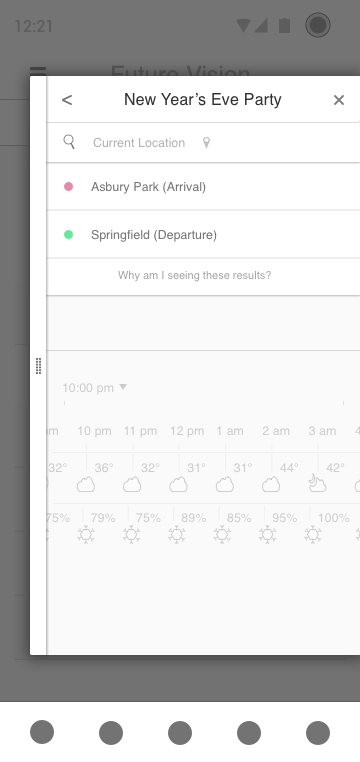 12:21
Future Vision
< New Year's Eve Party ×
Current Location
Asbury Park (Arrival)
Springfield (Departure)
Why am I seeing these results?
10:00 pm
m 10 pm 11 pm 12 pm 1 am 2 am 3 am 4
32° 36° 32° 31° 31° 44° 42°
75% 79% 75% 89% 85% 95% 100%